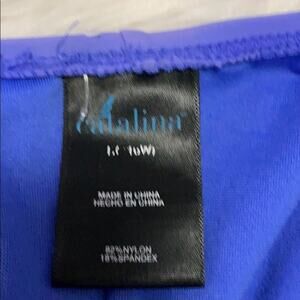 catalina
MADE IN CHINA
HECHO EN CHINA
82%NYLON
18%SPANDEX